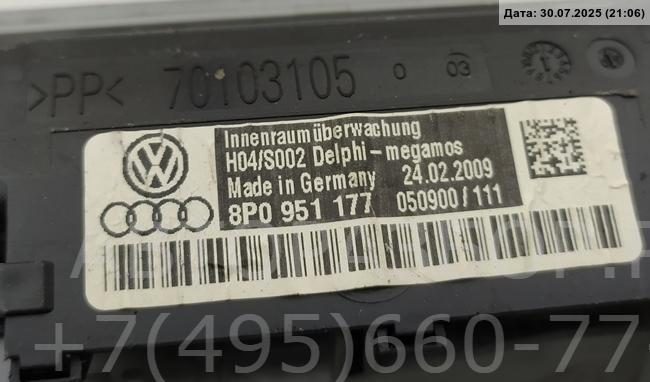 Дата: 30.07.2025 (21:06)
>PP< 70103105 0 03
Innenraumüberwachung
H04/S002 Delphi-megamos
Made in Germany 24.02.2009
8P0 951 177 050900/111
+7(495)660-77